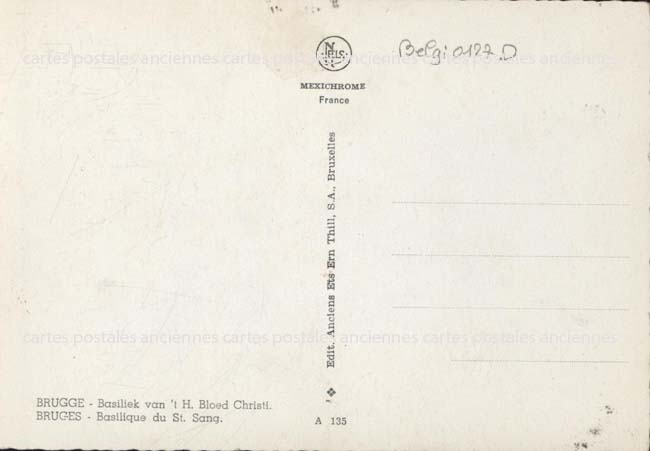 NELS
Belgi 0127 D
cartes postales anciennes cartes postales anciennes cartes postales anciennes
MEXICHROME
France
Edit. Anciens Ets Ern Thill, S.A., Bruxelles
cartes postales anciennes cartes postales anciennes cartes postales anciennes
BRUGGE - Basiliek van 't H. Bloed Christi.
BRUGES - Basilique du St. Sang.
A 135